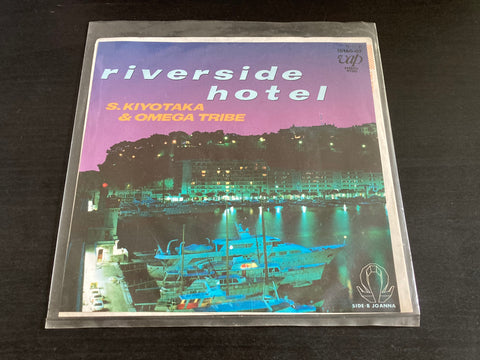 vap
riverside
hotel
S. KIYOTAKA
& OMEGA TRIBE
SIDE-B JOANNA